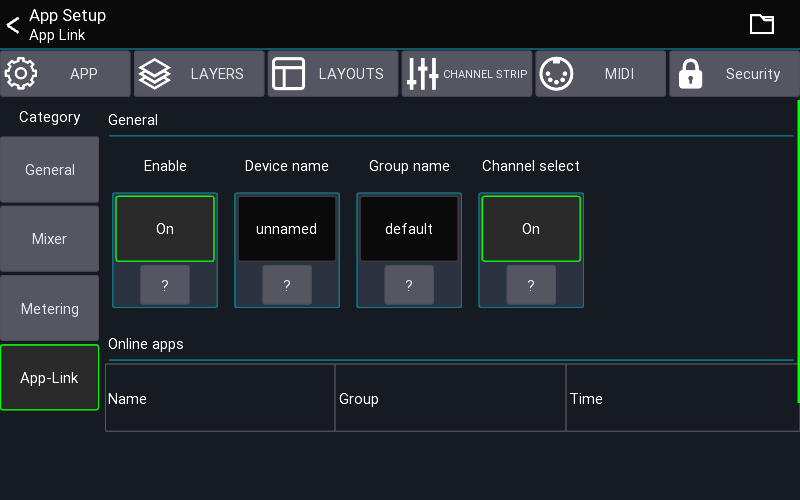 App Setup
App Link
APP
LAYERS
LAYOUTS
CHANNEL STRIP
MIDI
Security
Category
General
Mixer
Metering
App-Link
General
Enable
Device name
Group name
Channel select
On
unnamed
default
On
?
?
?
?
Online apps
Name
Group
Time